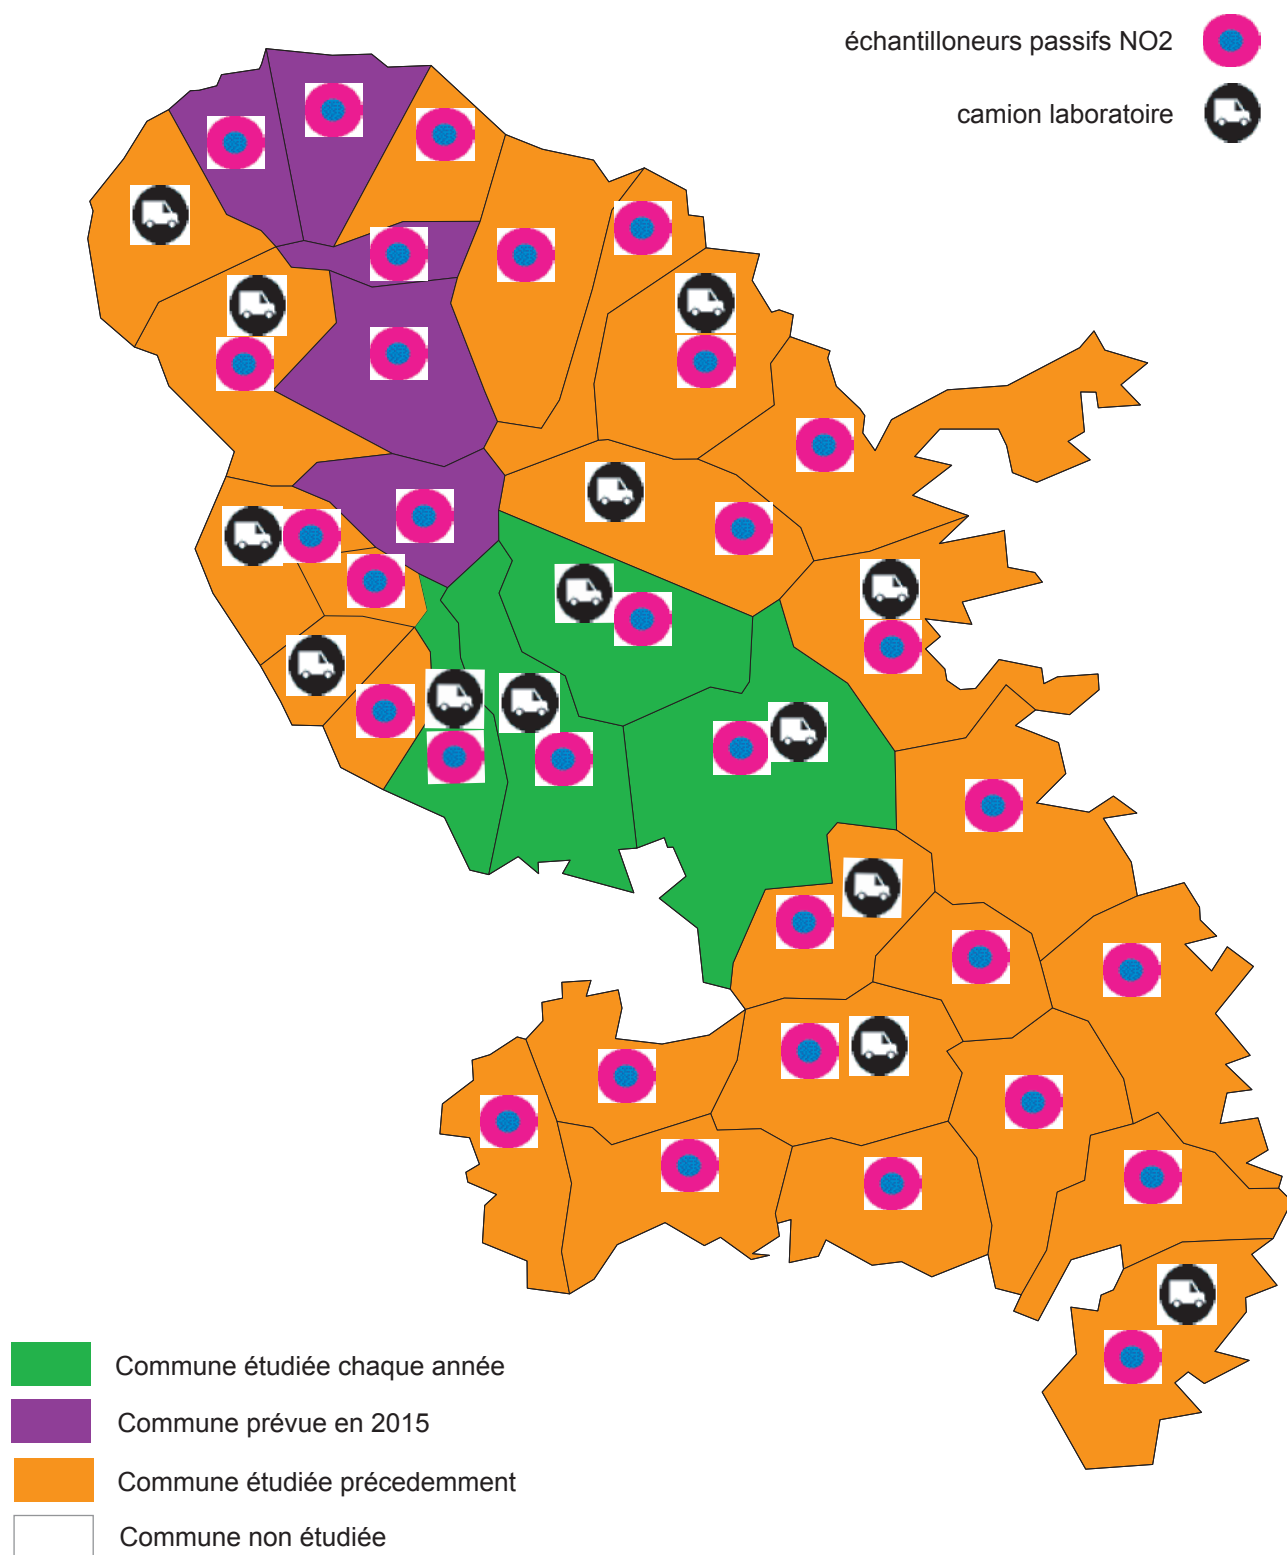 échantilloneurs passifs NO2
camion laboratoire
Commune étudiée chaque année
Commune prévue en 2015
Commune étudiée précedemment
Commune non étudiée